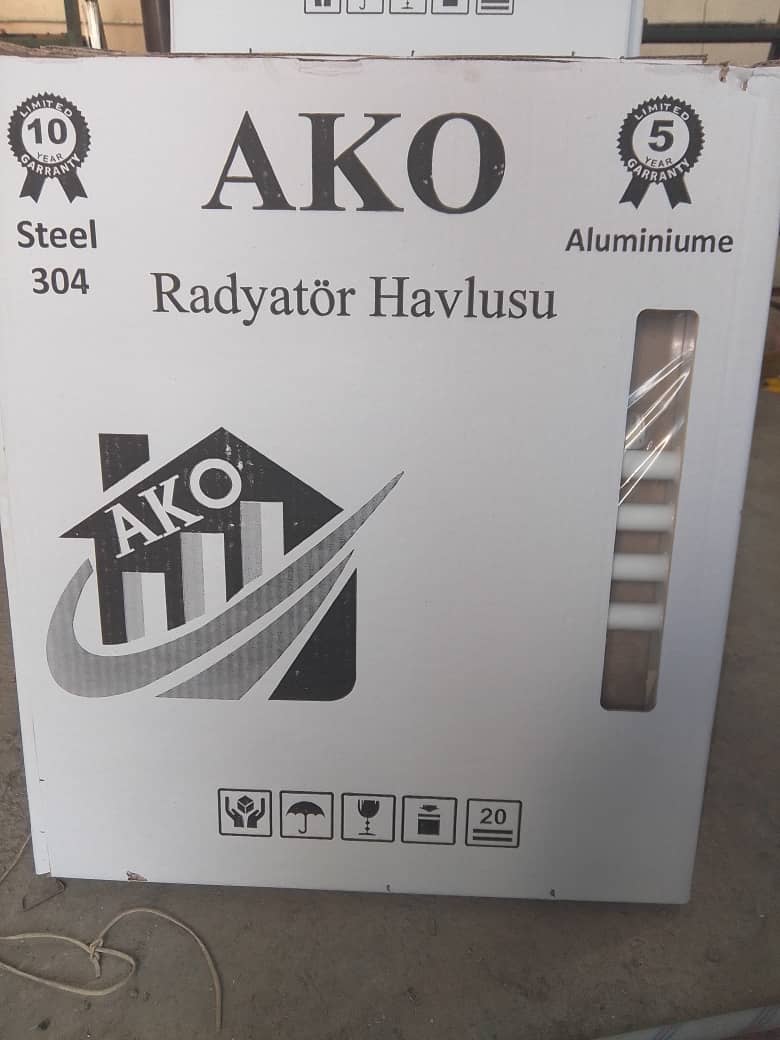 LIMITED
10
YEAR
GARRANTY
Steel
304
AKO
LIMITED
5
YEAR
GARRANTY
Aluminiume
Radyatör Havlusu
AKO
20